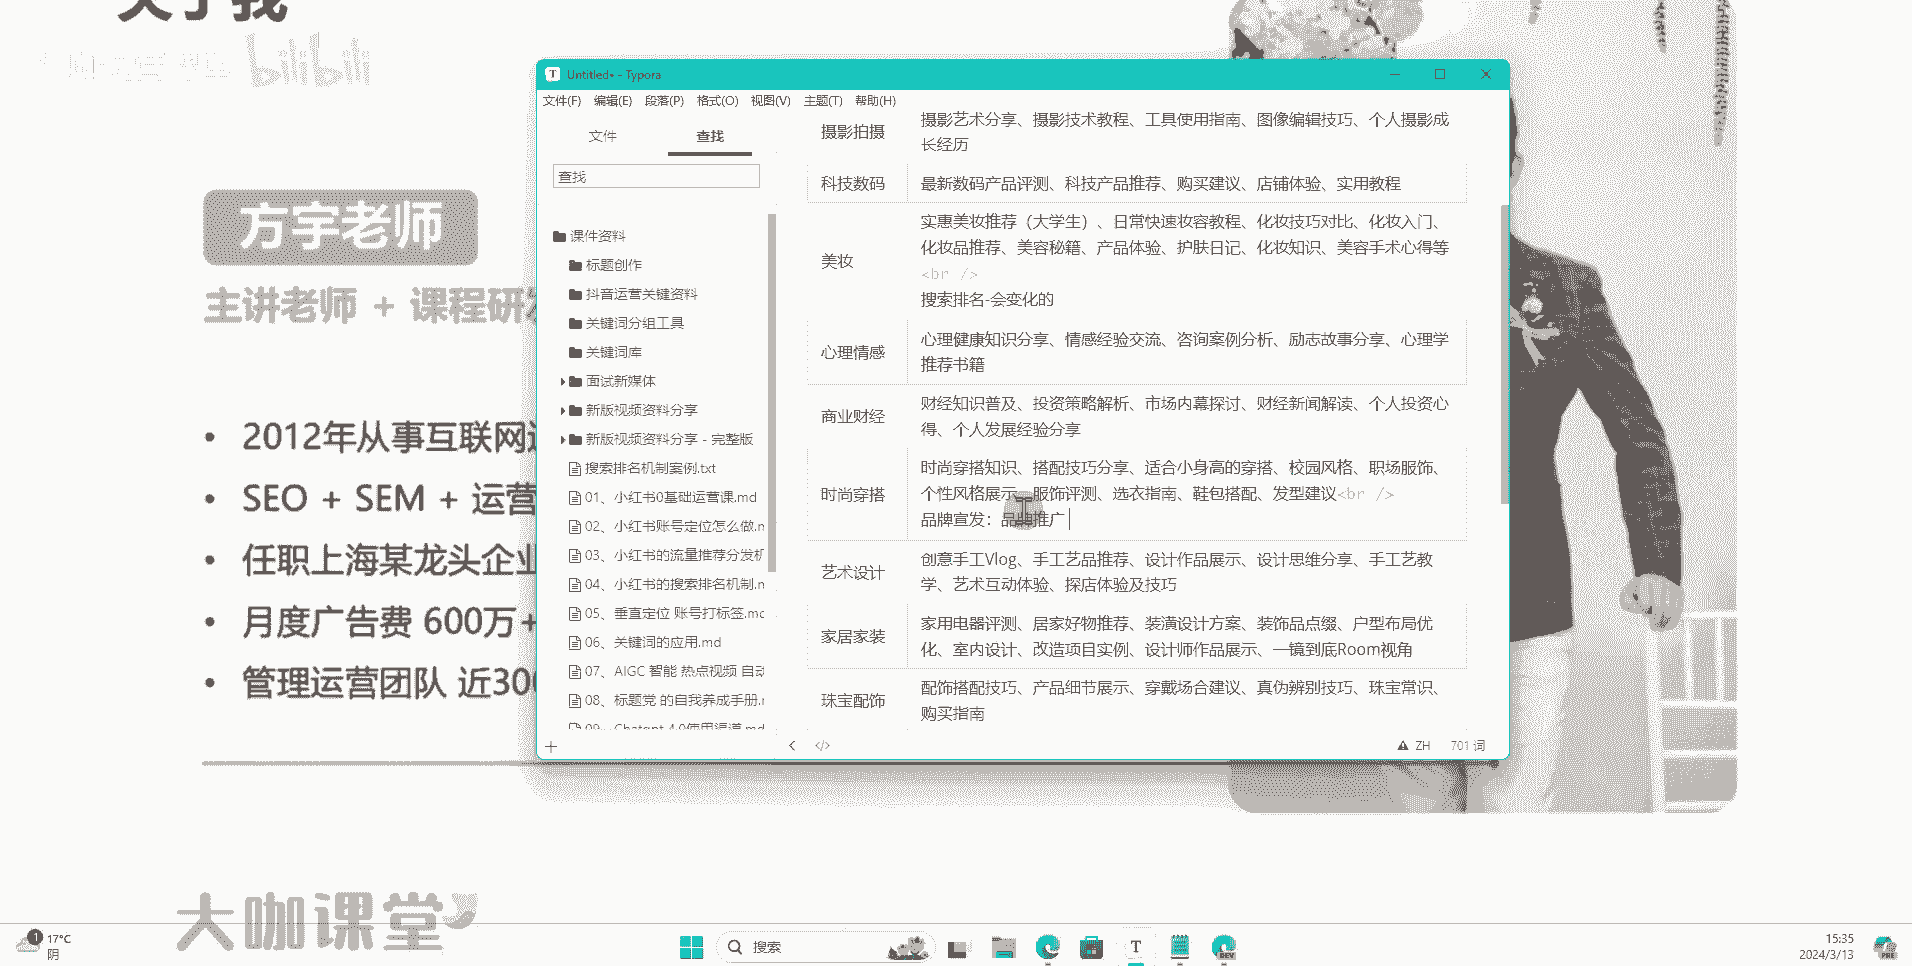 关于我
bilibili
方宇老师
主讲老师 + 课程研
2012年从事互联网
SEO + SEM + 运营
任职上海某龙头企业
月度广告费 600万+
管理运营团队 近30
大咖课堂
Untitled• - Typora
文件(F) 编辑(E) 段落(P) 格式(O) 视图(V) 主题(T) 帮助(H)
文件 查找
查找
课件资料
标题创作
抖音运营关键资料
关键词分组工具
关键词库
面试新媒体
新版视频资料分享
新版视频资料分享 - 完整版
搜索排名机制案例.txt
01、小红书0基础运营课.md
02、小红书账号定位怎么做.m
03、小红书的流量推荐分发机
04、小红书的搜索排名机制.m
05、垂直定位 账号打标签.mc
06、关键词的应用.md
07、AIGC 智能 热点视频 自动
08、标题党 的自我养成手册.m
09、Chatgpt 4.0使用渠道.md
摄影拍摄
摄影艺术分享、摄影技术教程、工具使用指南、图像编辑技巧、个人摄影成
长经历
科技数码
最新数码产品评测、科技产品推荐、购买建议、店铺体验、实用教程
美妆
实惠美妆推荐（大学生）、日常快速妆容教程、化妆技巧对比、化妆入门、
化妆品推荐、美容秘籍、产品体验、护肤日记、化妆知识、美容手术心得等
<br />
搜索排名-会变化的
心理情感
心理健康知识分享、情感经验交流、咨询案例分析、励志故事分享、心理学
推荐书籍
商业财经
财经知识普及、投资策略解析、市场内幕探讨、财经新闻解读、个人投资心
得、个人发展经验分享
时尚穿搭
时尚穿搭知识、搭配技巧分享、适合小身高的穿搭、校园风格、职场服饰、
个性风格展示、服饰评测、选衣指南、鞋包搭配、发型建议<br />
品牌宣发：品牌推广
艺术设计
创意手工Vlog、手工艺品推荐、设计作品展示、设计思维分享、手工艺教
学、艺术互动体验、探店体验及技巧
家居家装
家用电器评测、居家好物推荐、装潢设计方案、装饰品点缀、户型布局优
化、室内设计、改造项目实例、设计师作品展示、一镜到底Room视角
珠宝配饰
配饰搭配技巧、产品细节展示、穿戴场合建议、真伪辨别技巧、珠宝常识、
购买指南
ZH 701 词
1 17°C
阴
搜索
DEV
15:35
2024/3/13
PRE